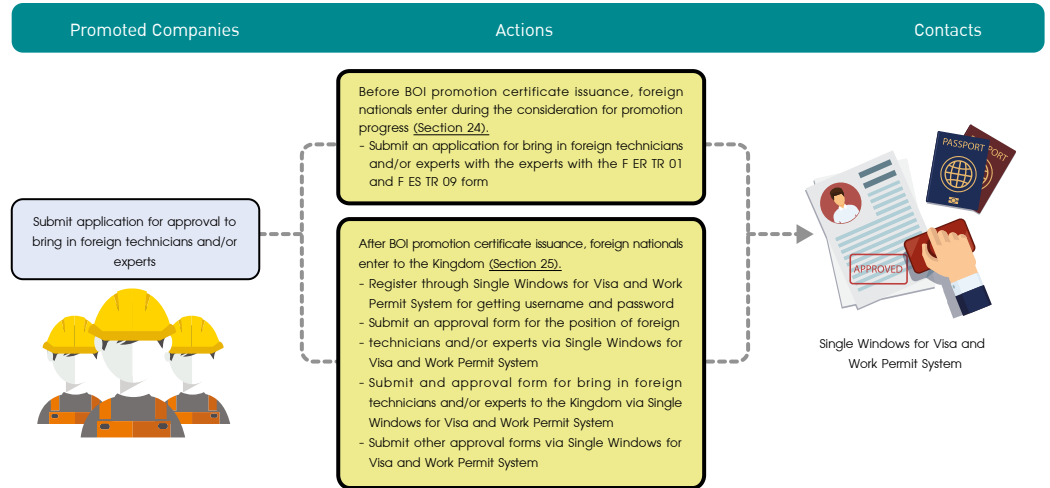 Promoted Companies
Actions
Contacts
Submit application for approval to
bring in foreign technicians and/or
experts
Before BOI promotion certificate issuance, foreign
nationals enter during the consideration for promotion
progress (Section 24).
- Submit an application for bring in foreign technicians
and/or experts with the experts with the F ER TR 01
and F ES TR 09 form
After BOI promotion certificate issuance, foreign nationals
enter to the Kingdom (Section 25).
- Register through Single Windows for Visa and Work
Permit System for getting username and password
- Submit an approval form for the position of foreign
- technicians and/or experts via Single Windows for
Visa and Work Permit System
- Submit and approval form for bring in foreign
technicians and/or experts to the Kingdom via Single
Windows for Visa and Work Permit System
- Submit other approval forms via Single Windows for
Visa and Work Permit System
PASSPORT
PORT
APPROVED
Single Windows for Visa and
Work Permit System